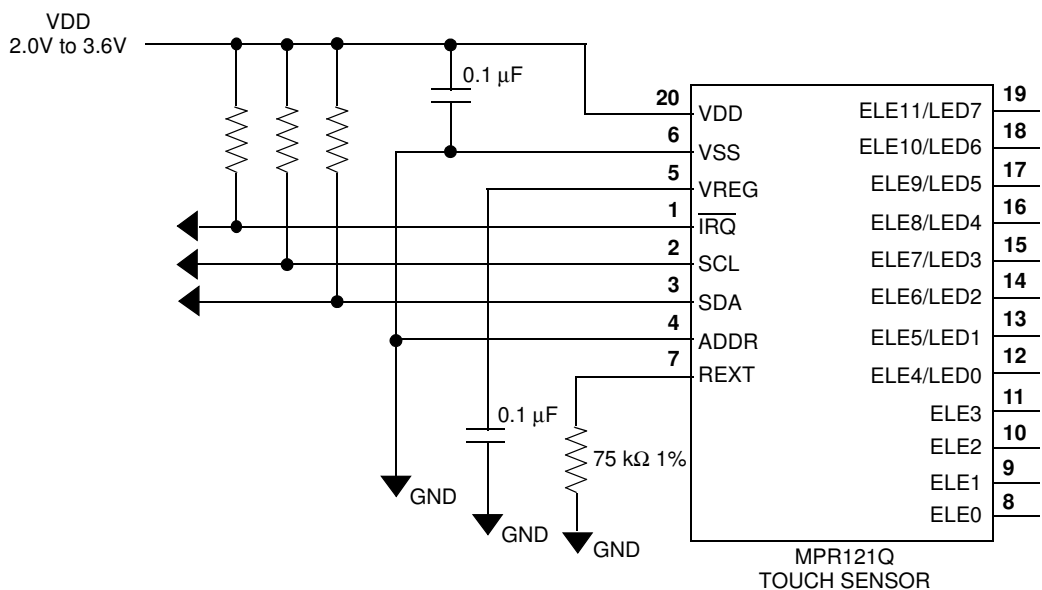 VDD
2.0V to 3.6V
0.1 μF
20 VDD
6 VSS
5 VREG
1 IRQ
2 SCL
3 SDA
4 ADDR
7 REXT
0.1 μF
75 kΩ 1%
GND
GND
GND
ELE11/LED7 19
ELE10/LED6 18
ELE9/LED5 17
ELE8/LED4 16
ELE7/LED3 15
ELE6/LED2 14
ELE5/LED1 13
ELE4/LED0 12
ELE3 11
ELE2 10
ELE1 9
ELE0 8
MPR121Q
TOUCH SENSOR